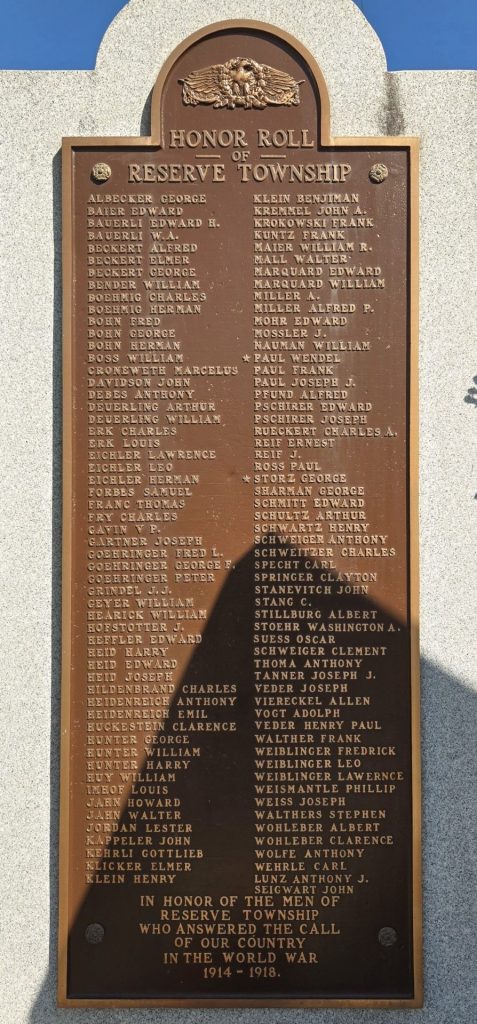 HONOR ROLL
OF
RESERVE TOWNSHIP
ALBECKER GEORGE
BAIER EDWARD
BAUERLI EDWARD H.
BAUERLI W.A.
BECKERT ALFRED
BECKERT ELMER
BECKERT GEORGE
BENDER WILLIAM
BOEHMIG CHARLES
BOEHMIG HERMAN
BOHN FRED
BOHN GEORGE
BOHN HERMAN
BOSS WILLIAM
CRONEWETH MARCELUS
DAVIDSON JOHN
DEBES ANTHONY
DEUERLING ARTHUR
DEUERLING WILLIAM
ERK CHARLES
ERK LOUIS
EICHLER LAWRENCE
EICHLER LEO
EICHLER HERMAN
FORBES SAMUEL
FRANC THOMAS
FRY CHARLES
GAVIN V P.
GARTNER JOSEPH
GOEHRINGER FRED L.
GOEHRINGER GEORGE F.
GOEHRINGER PETER
GRINDEL J.J.
GEYER WILLIAM
HEARICK WILLIAM
HOFSTOTTER J.
HEFFLER EDWARD
HEID HARRY
HEID EDWARD
HEID JOSEPH
HILDENBRAND CHARLES
HEIDENREICH ANTHONY
HEIDENREICH EMIL
HUCKESTEIN CLARENCE
HUNTER GEORGE
HUNTER WILLIAM
HUNTER HARRY
HUY WILLIAM
IMHOF LOUIS
JAHN HOWARD
JAHN WALTER
JORDAN LESTER
KAPPELER JOHN
KEHRLI GOTTLIEB
KLICKER ELMER
KLEIN HENRY
KLEIN BENJIMAN
KREMMEL JOHN A.
KROKOWSKI FRANK
KUNTZ FRANK
MAIER WILLIAM R.
MALL WALTER
MARQUARD EDWARD
MARQUARD WILLIAM
MILLER A.
MILLER ALFRED P.
MOHR EDWARD
MOSSLER J.
NAUMAN WILLIAM
★PAUL WENDEL
PAUL FRANK
PAUL JOSEPH J.
PFUND ALFRED
PSCHIRER EDWARD
PSCHIRER JOSEPH
RUECKERT CHARLES A.
REIF ERNEST
REIF J.
ROSS PAUL
★STORZ GEORGE
SHARMAN GEORGE
SCHMITT EDWARD
SCHULTZ ARTHUR
SCHWARTZ HENRY
SCHWEIGER ANTHONY
SCHWEITZER CHARLES
SPECHT CARL
SPRINGER CLAYTON
STANEVITCH JOHN
STANG C.
STILLBURG ALBERT
STOEHR WASHINGTON A.
SUESS OSCAR
SCHWEIGER CLEMENT
THOMA ANTHONY
TANNER JOSEPH J.
VEDER JOSEPH
VIERECKEL ALLEN
VOGT ADOLPH
VEDER HENRY PAUL
WALTHER FRANK
WEIBLINGER FREDRICK
WEIBLINGER LEO
WEIBLINGER LAWERNCE
WEISMANTLE PHILLIP
WEISS JOSEPH
WALTHERS STEPHEN
WOHLEBER ALBERT
WOHLEBER CLARENCE
WOLFE ANTHONY
WEHRLE CARL
LUNZ ANTHONY J.
SEIGWART JOHN
IN HONOR OF THE MEN OF
RESERVE TOWNSHIP
WHO ANSWERED THE CALL
OF OUR COUNTRY
IN THE WORLD WAR
1914 - 1918.